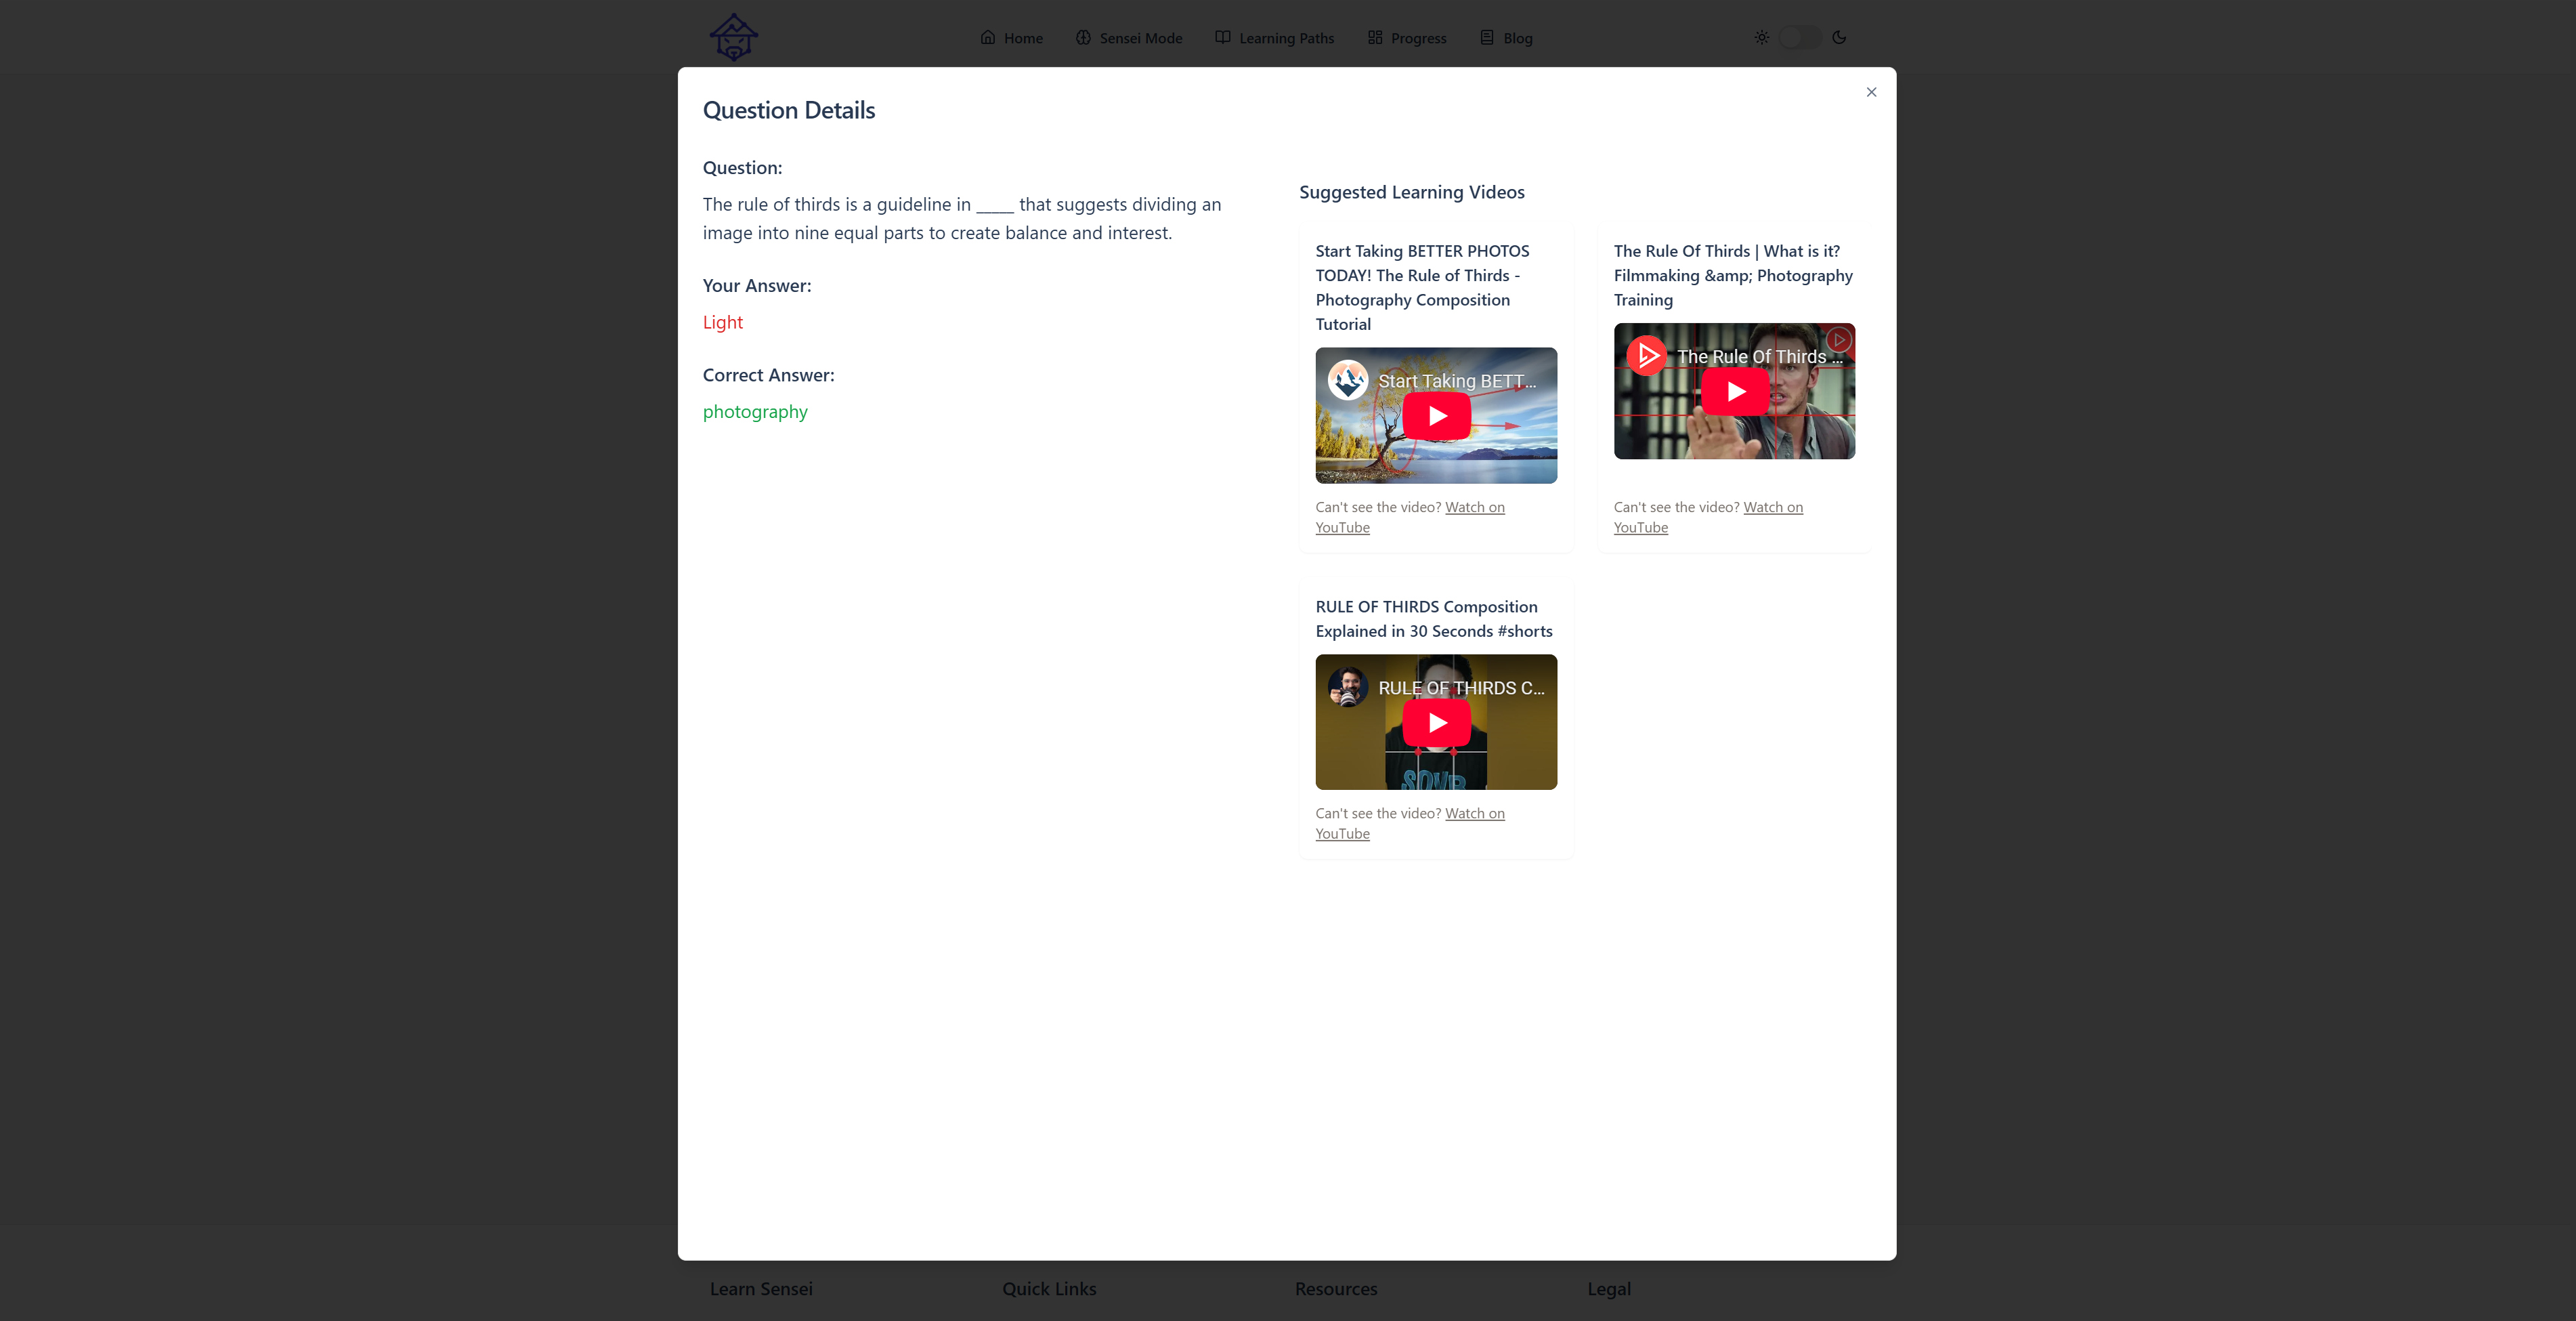 Home
Sensei Mode
Learning Paths
Progress
Blog
Question Details
Question:
The rule of thirds is a guideline in _____ that suggests dividing an
image into nine equal parts to create balance and interest.
Your Answer:
Light
Correct Answer:
photography
Suggested Learning Videos
Start Taking BETTER PHOTOS
TODAY! The Rule of Thirds -
Photography Composition
Tutorial
Start Taking BETT...
Can't see the video? Watch on
YouTube
The Rule Of Thirds | What is it?
Filmmaking &amp; Photography
Training
The Rule Of Thirds ...
Can't see the video? Watch on
YouTube
RULE OF THIRDS Composition
Explained in 30 Seconds #shorts
RULE OF THIRDS C...
Can't see the video? Watch on
YouTube
Learn Sensei
Quick Links
Resources
Legal